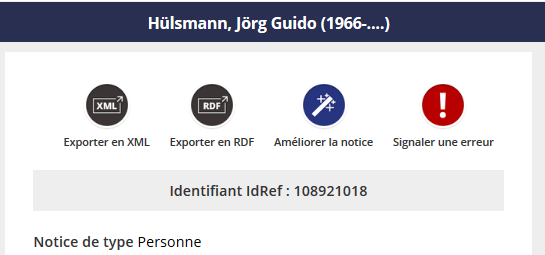 Hülsmann, Jörg Guido (1966-....)
XML RDF !
Exporter en XML Exporter en RDF Améliorer la notice Signaler une erreur
Identifiant IdRef : 108921018
Notice de type Personne